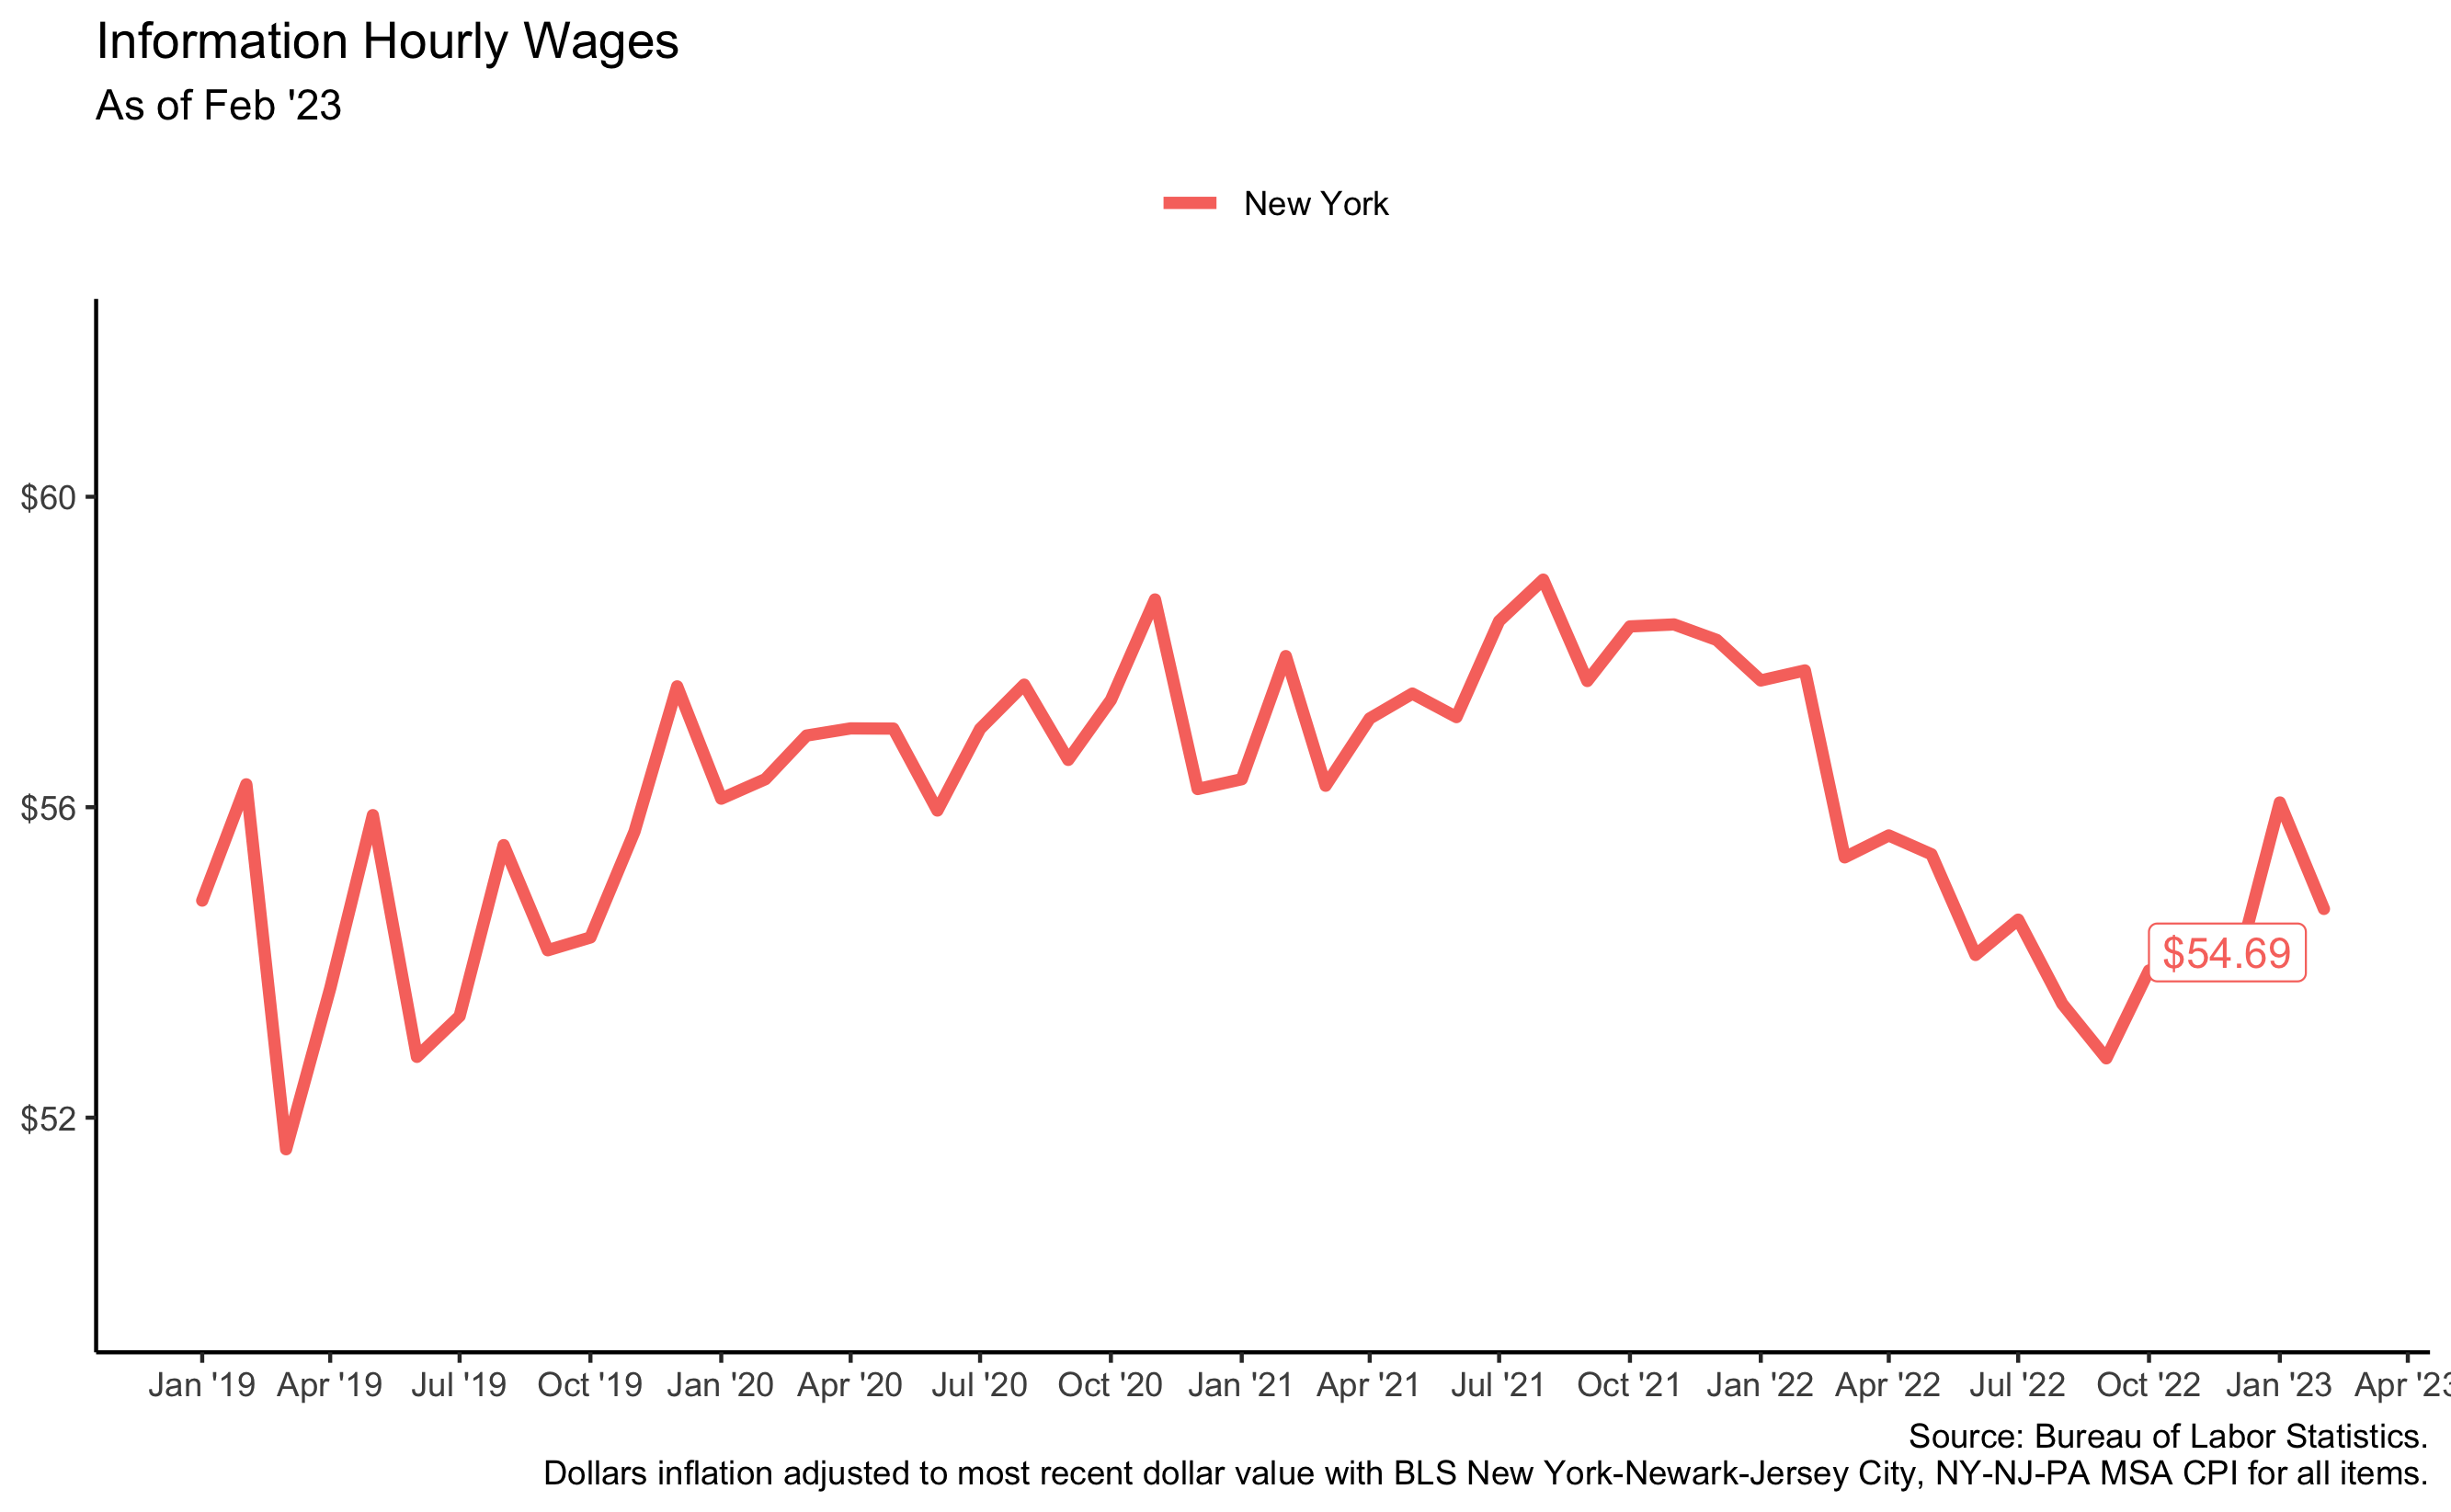 Information Hourly Wages
As of Feb '23
New York
$60
$56
$52
$54.69
Jan '19 Apr '19 Jul '19 Oct '19 Jan '20 Apr '20 Jul '20 Oct '20 Jan '21 Apr '21 Jul '21 Oct '21 Jan '22 Apr '22 Jul '22 Oct '22 Jan '23 Apr '23
Source: Bureau of Labor Statistics.
Dollars inflation adjusted to most recent dollar value with BLS New York-Newark-Jersey City, NY-NJ-PA MSA CPI for all items.